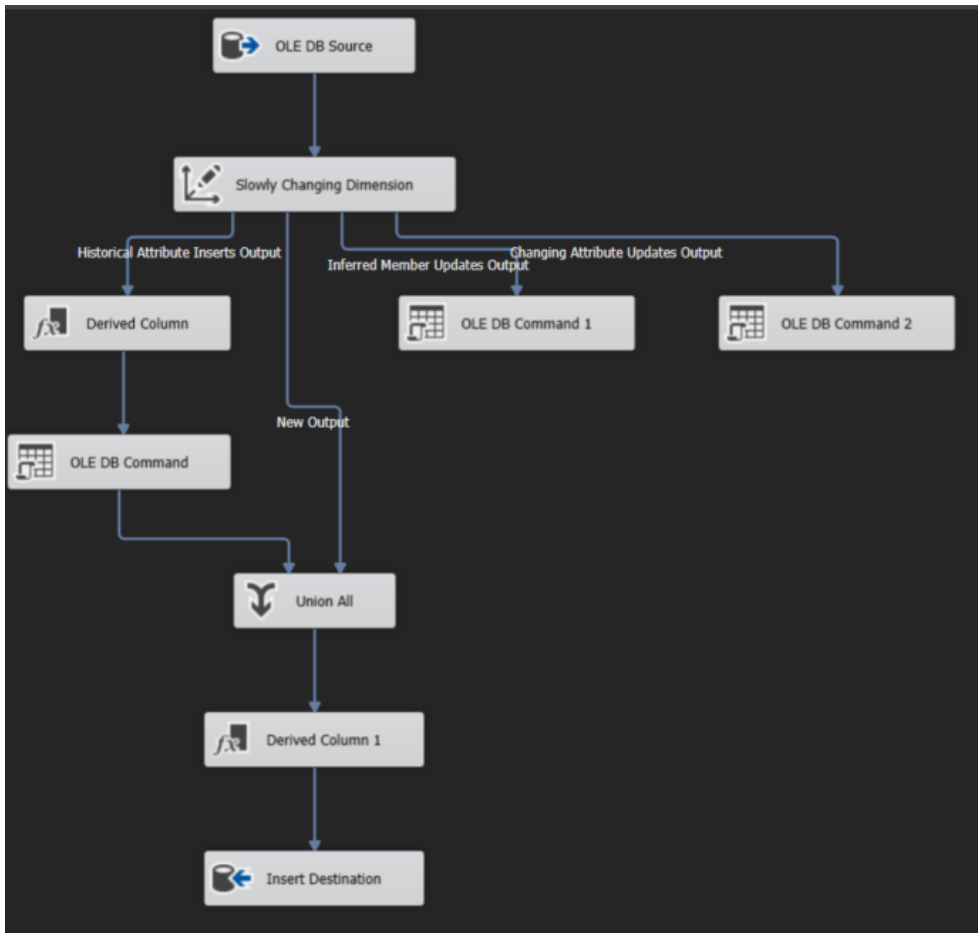 OLE DB Source
Slowly Changing Dimension
Historical Attribute Inserts Output
Changing Attribute Updates Output
Inferred Member Updates Output
Derived Column
OLE DB Command 1
OLE DB Command 2
New Output
OLE DB Command
Union All
Derived Column 1
Insert Destination